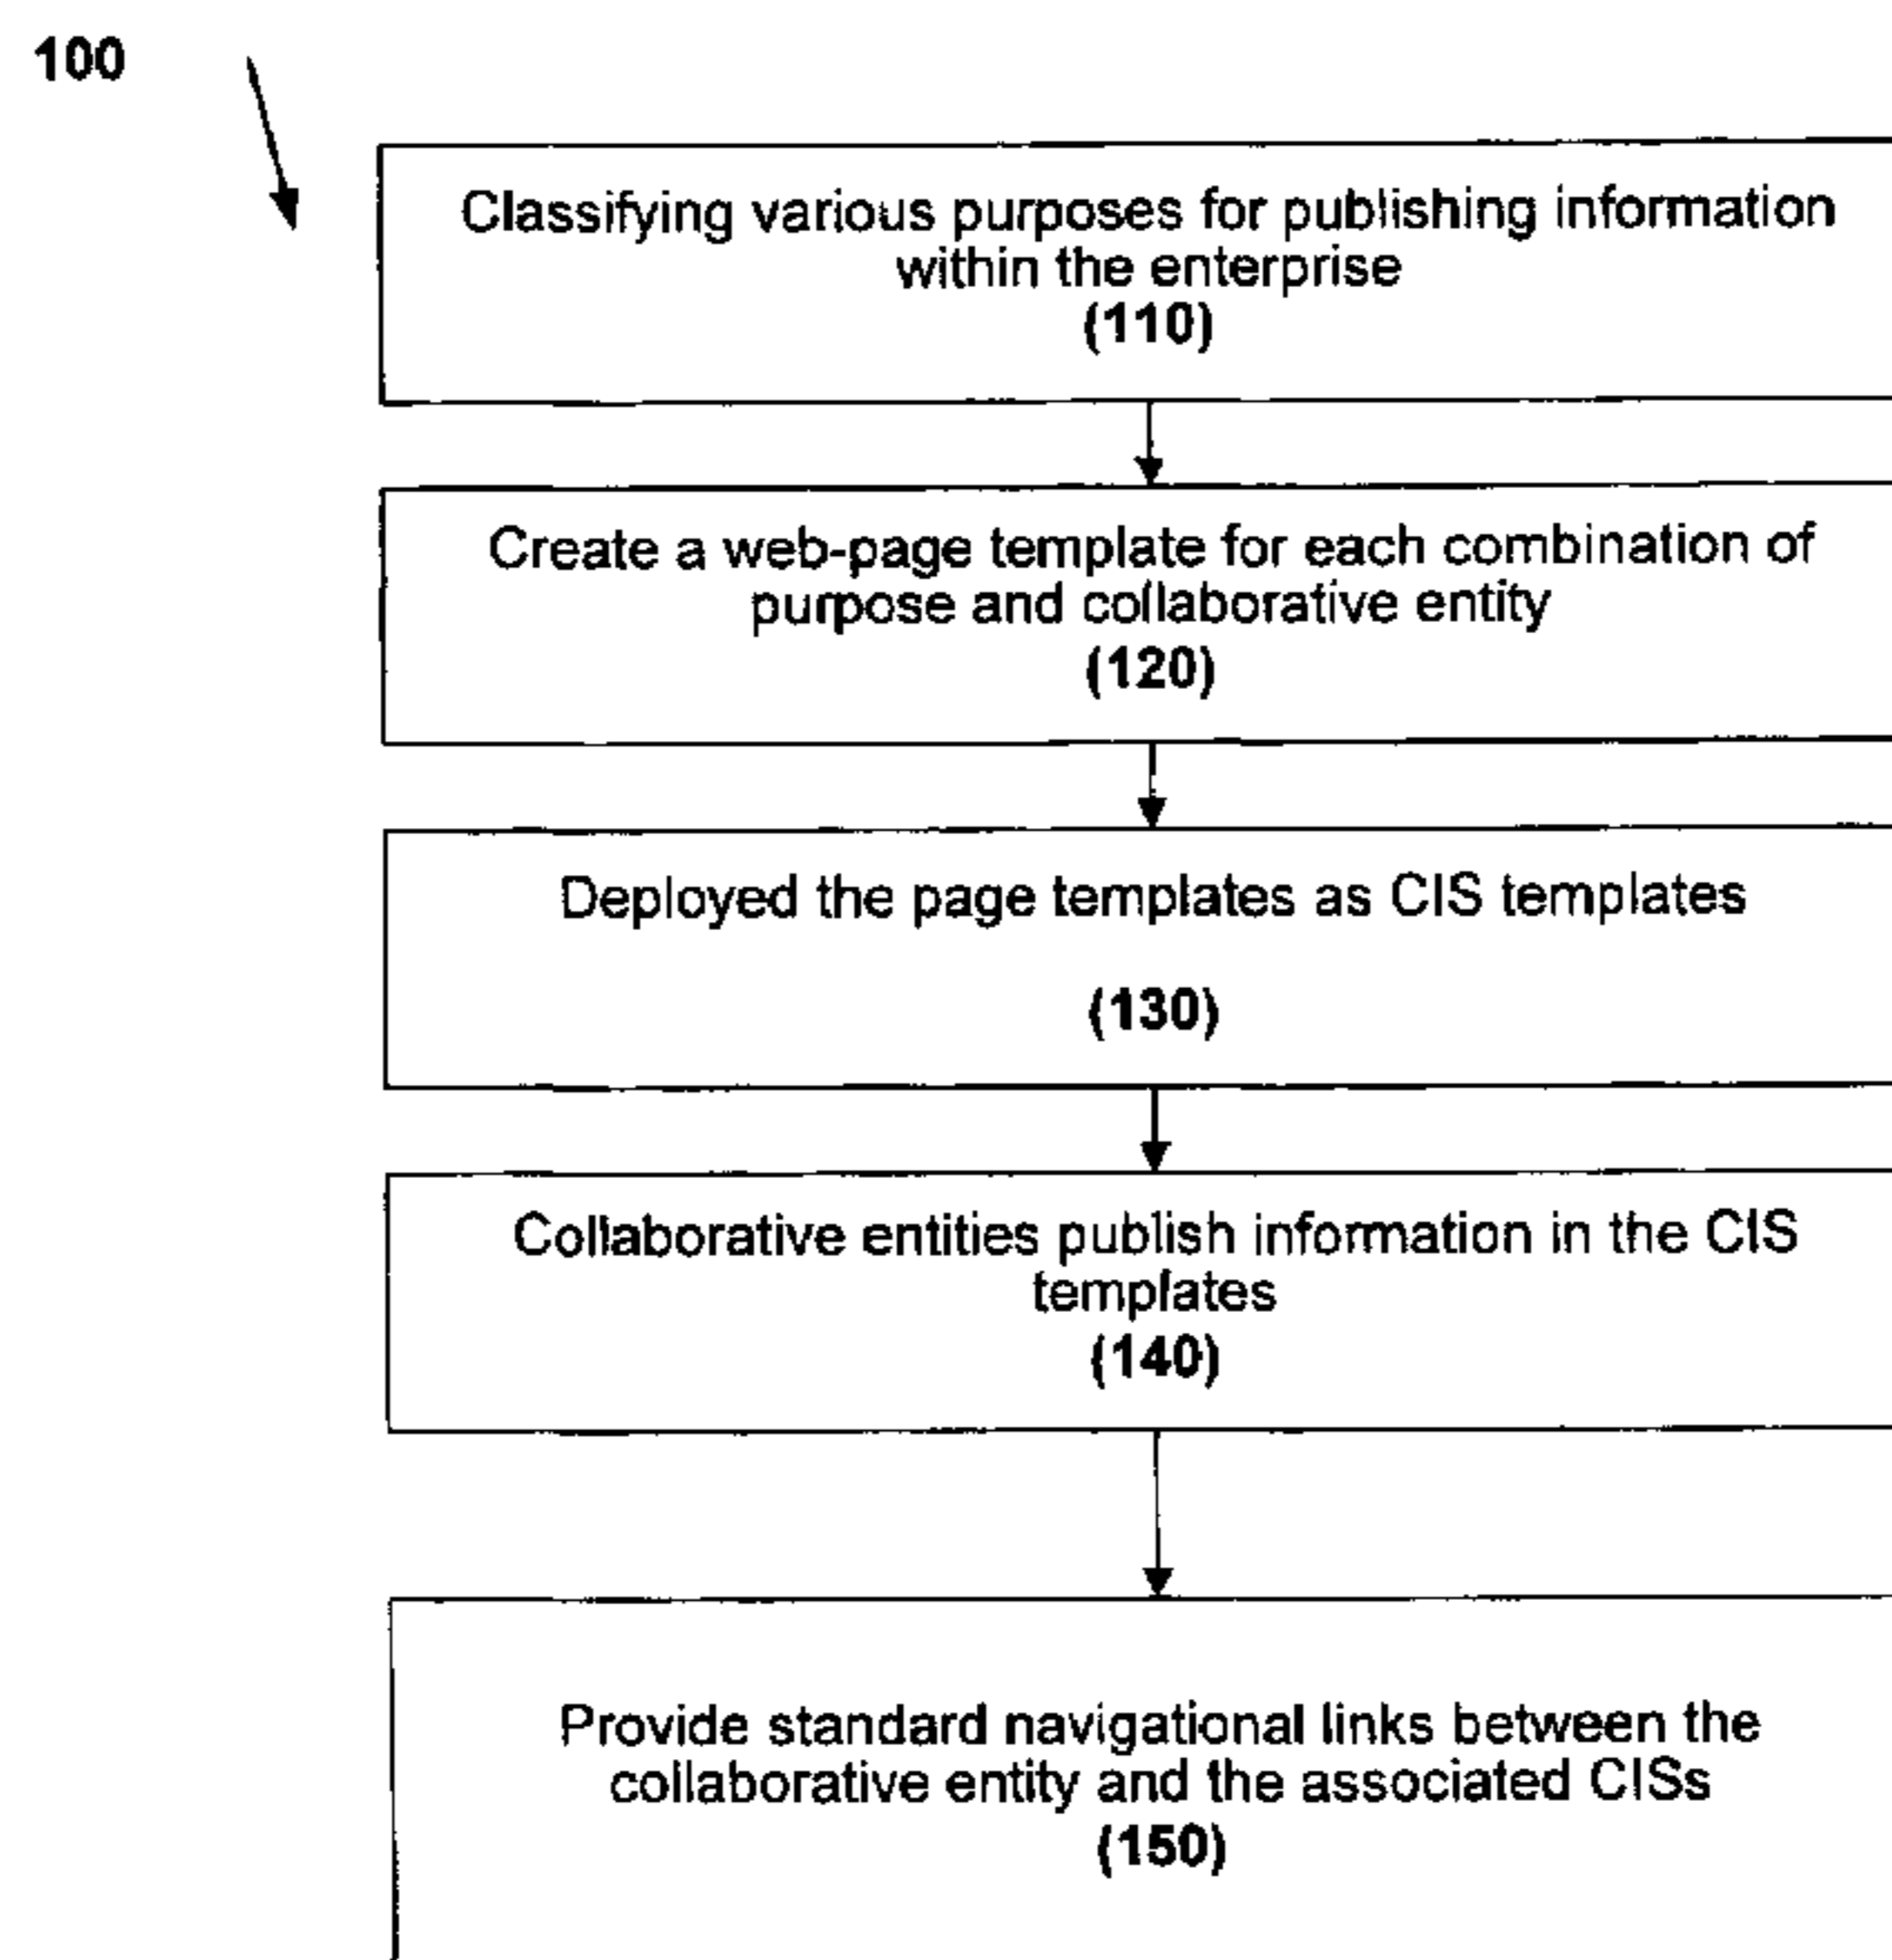 100
Classifying various purposes for publishing information
within the enterprise
(110)
Create a web-page template for each combination of
purpose and collaborative entity
(120)
Deployed the page templates as CIS templates
(130)
Collaborative entities publish information in the CIS
templates
(140)
Provide standard navigational links between the
collaborative entity and the associated CISs
(150)